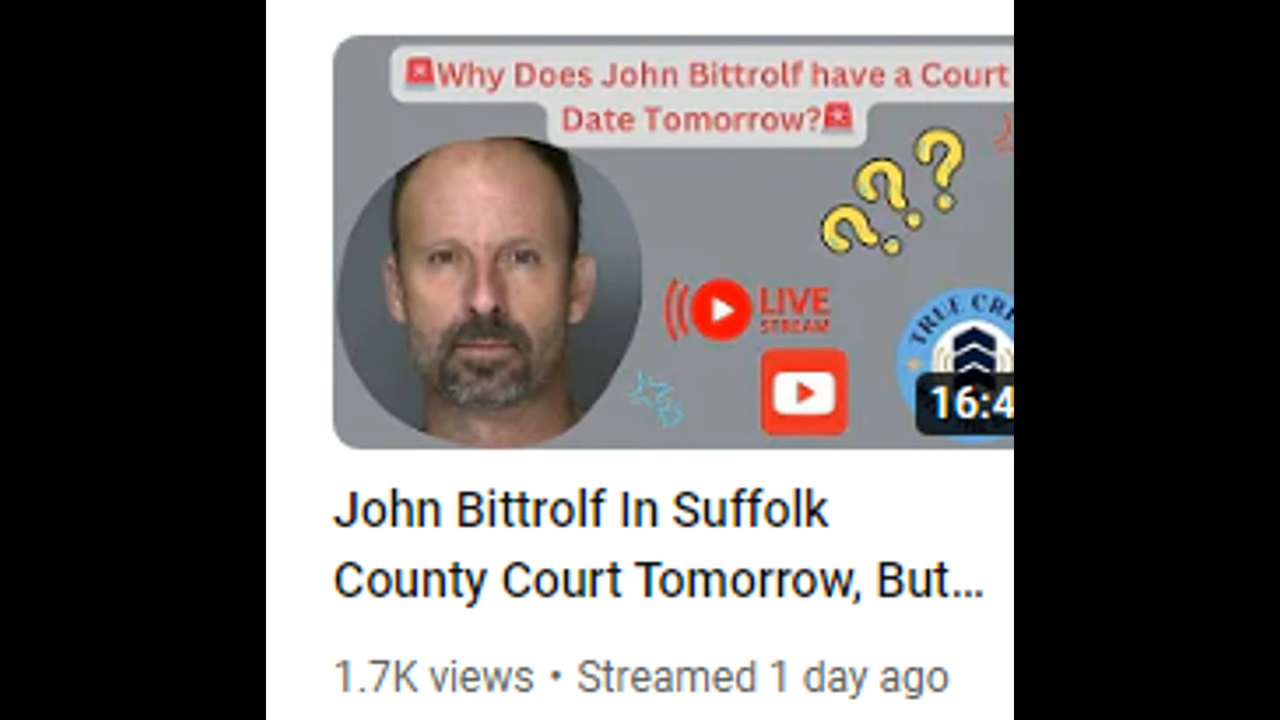 🚨Why Does John Bittrolf have a Court
Date Tomorrow?🚨
???
LIVE
STREAM
TRUE
16:4
John Bittrolf In Suffolk
County Court Tomorrow, But...
1.7K views • Streamed 1 day ago